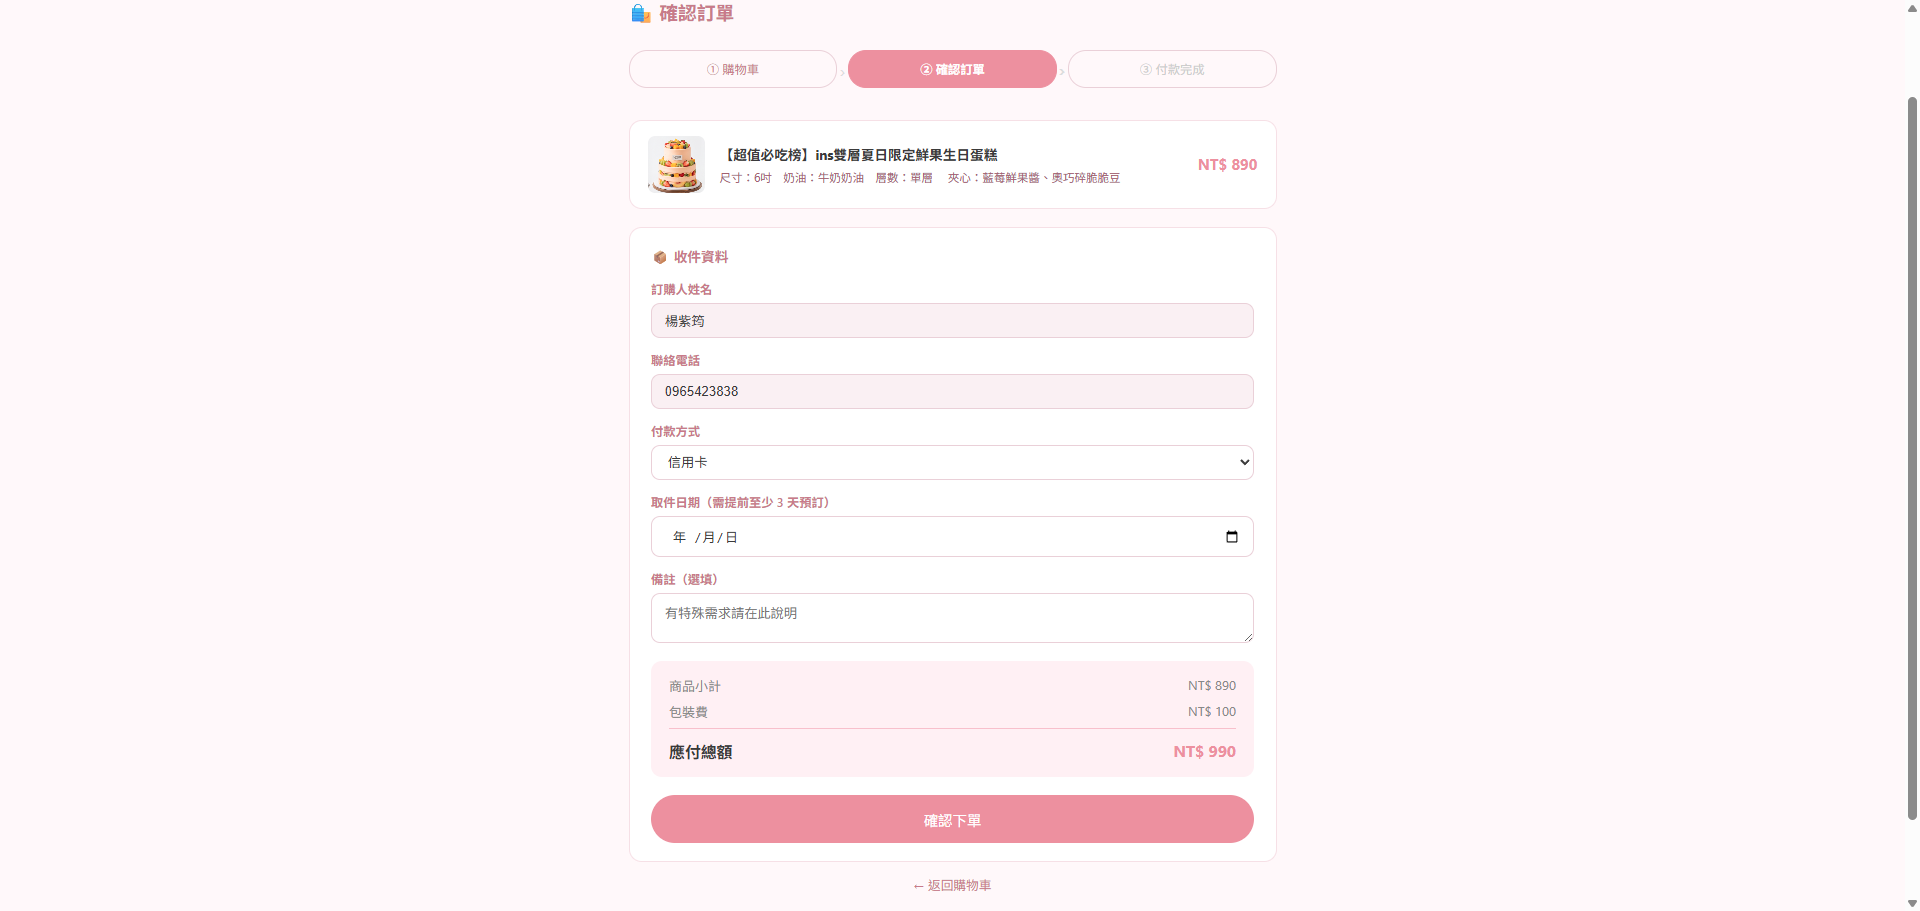 確認訂單
① 購物車
›
② 確認訂單
›
③ 付款完成
【超值必吃榜】ins雙層夏日限定鮮果生日蛋糕
尺寸：6吋 奶油：牛奶奶油 層數：單層 夾心：藍莓鮮果醬、奧巧碎脆脆豆
NT$ 890
收件資料
訂購人姓名
楊紫筠
聯絡電話
0965423838
付款方式
信用卡
取件日期（需提前至少 3 天預訂）
年 /月/日
備註（選填）
有特殊需求請在此說明
商品小計 NT$ 890
包裝費 NT$ 100
應付總額 NT$ 990
確認下單
← 返回購物車